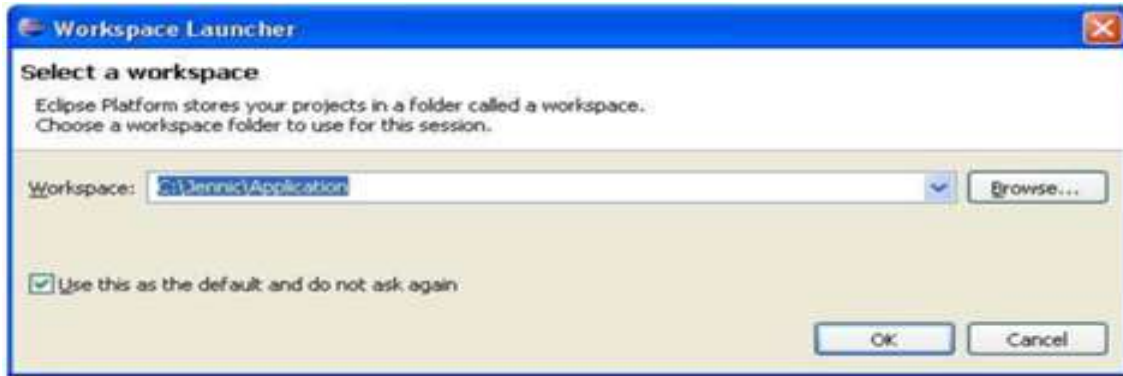 Workspace Launcher
Select a workspace
Eclipse Platform stores your projects in a folder called a workspace.
Choose a workspace folder to use for this session.
Workspace: C:\Jennic\Application Browse...
Use this as the default and do not ask again
OK Cancel